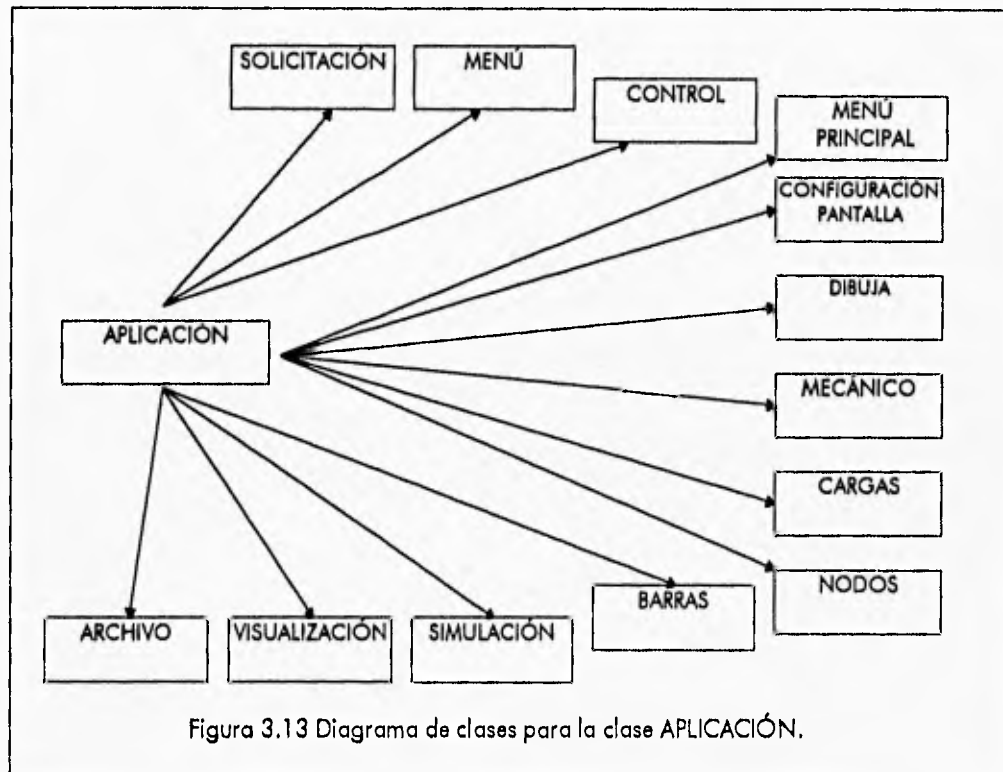 SOLICITACIÓN
MENÚ
CONTROL
MENÚ
PRINCIPAL
CONFIGURACIÓN
PANTALLA
DIBUJA
APLICACIÓN
MECÁNICO
CARGAS
NODOS
BARRAS
ARCHIVO
VISUALIZACIÓN
SIMULACIÓN
Figura 3.13 Diagrama de clases para la clase APLICACIÓN.